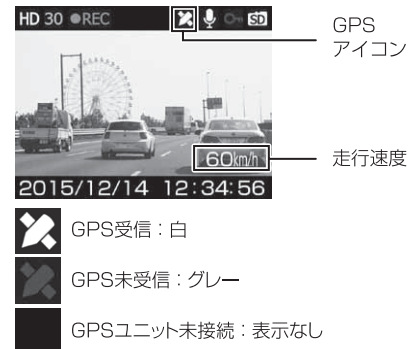 HD 30 ●REC SD
GPS
アイコン
60km/h
走行速度
2015/12/14 12:34:56
GPS受信：白
GPS未受信：グレー
GPSユニット未接続：表示なし